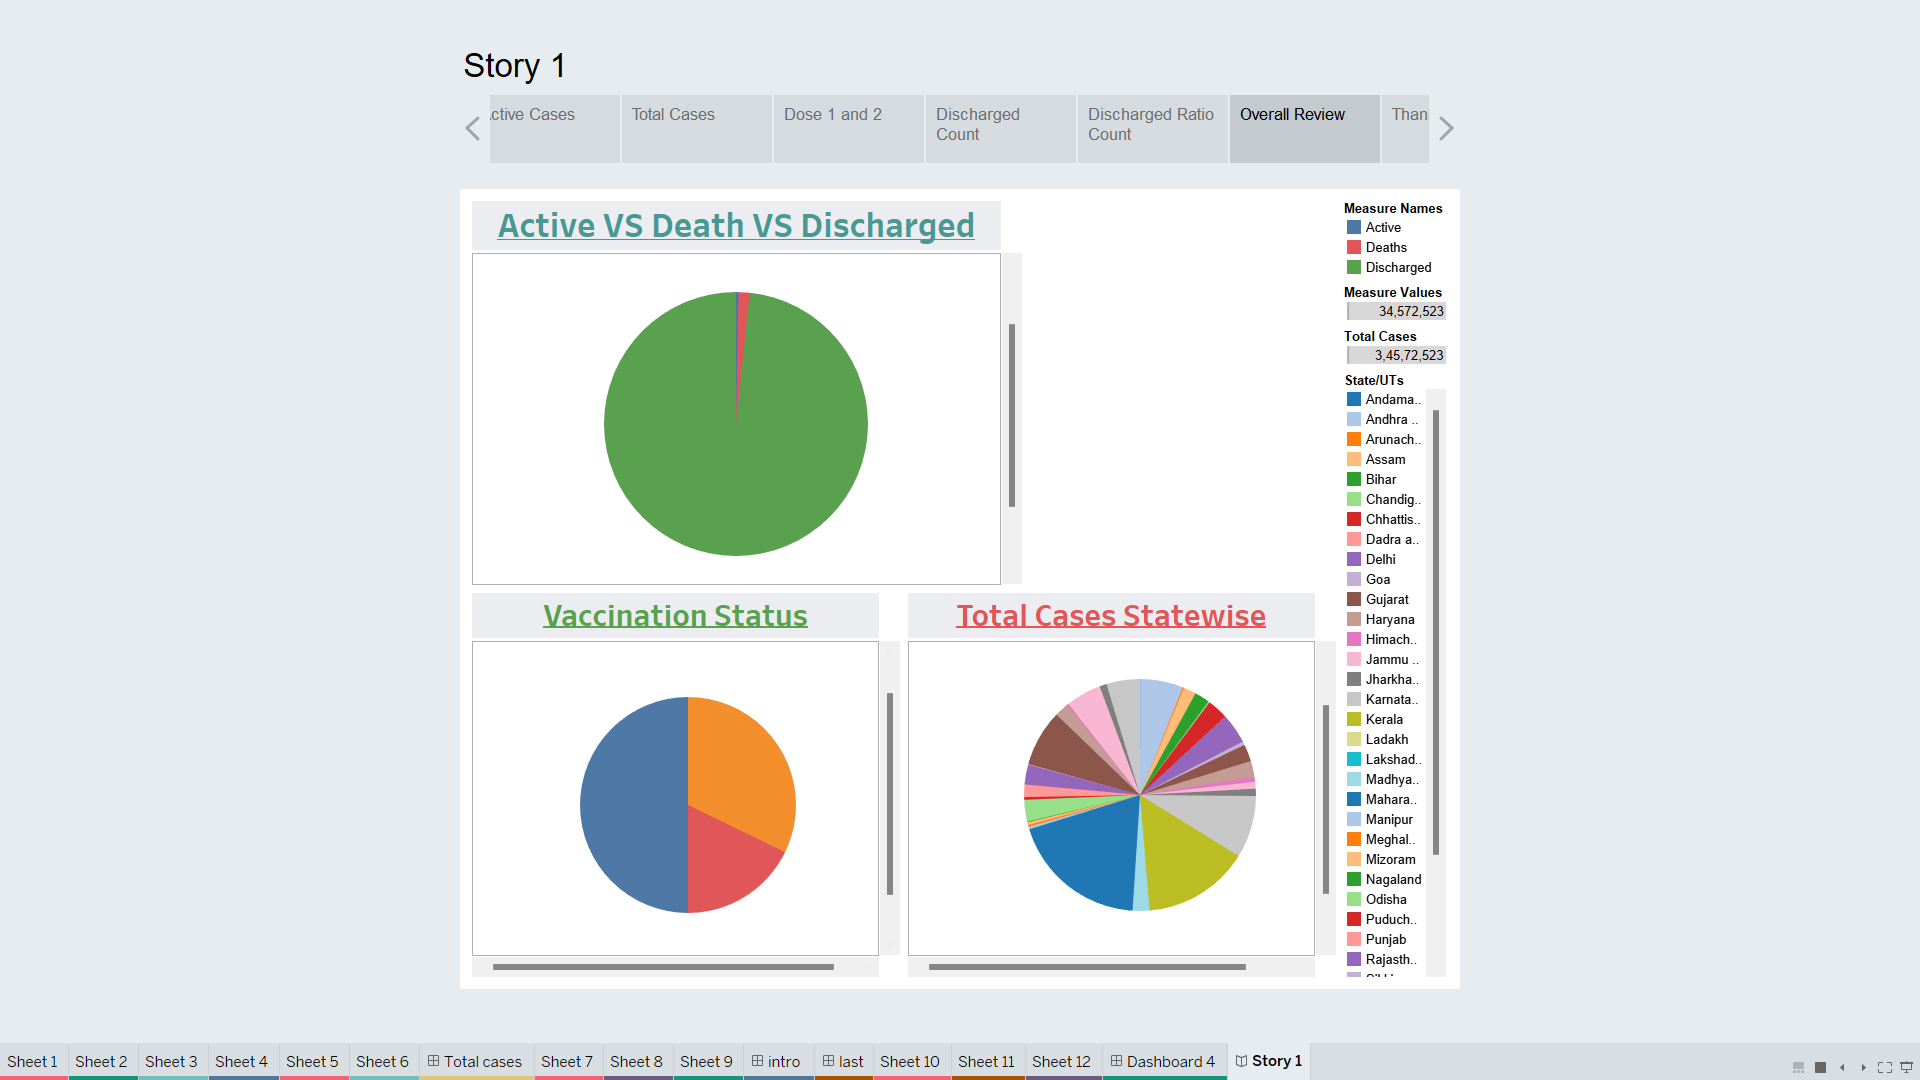 Story 1
ctive Cases
Total Cases
Dose 1 and 2
Discharged
Count
Discharged Ratio
Count
Overall Review
Than
Active VS Death VS Discharged
Measure Names
Active
Deaths
Discharged
Measure Values
34,572,523
Total Cases
3,45,72,523
State/UTs
Andama..
Andhra ..
Arunach..
Assam
Bihar
Chandig..
Chhattis..
Dadra a..
Delhi
Goa
Gujarat
Haryana
Himach..
Jammu ..
Jharkha..
Karnata..
Kerala
Ladakh
Lakshad..
Madhya..
Mahara..
Manipur
Meghal..
Mizoram
Nagaland
Odisha
Puduch..
Punjab
Rajasth..
Vaccination Status
Total Cases Statewise
Sheet 1
Sheet 2
Sheet 3
Sheet 4
Sheet 5
Sheet 6
Total cases
Sheet 7
Sheet 8
Sheet 9
intro
last
Sheet 10
Sheet 11
Sheet 12
Dashboard 4
Story 1